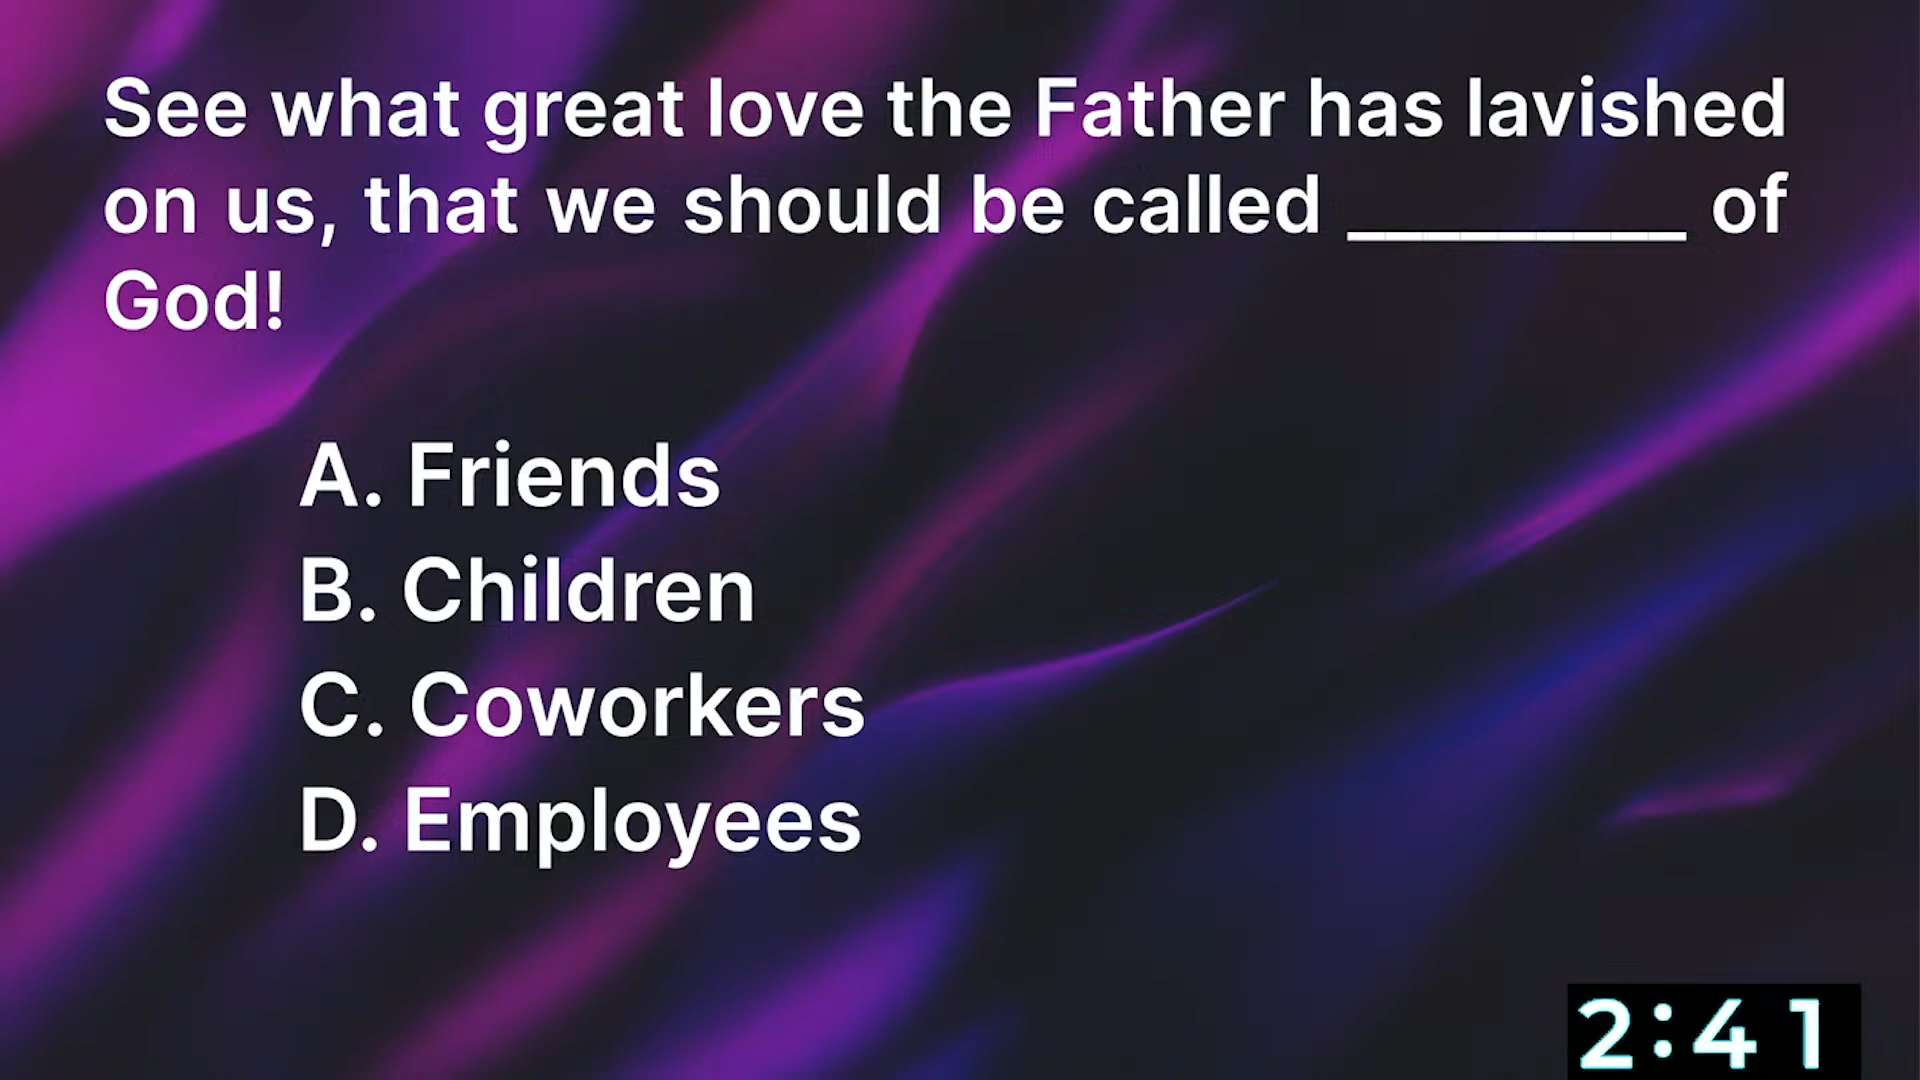 See what great love the Father has lavished
on us, that we should be called _________ of
God!
A. Friends
B. Children
C. Coworkers
D. Employees
2:41